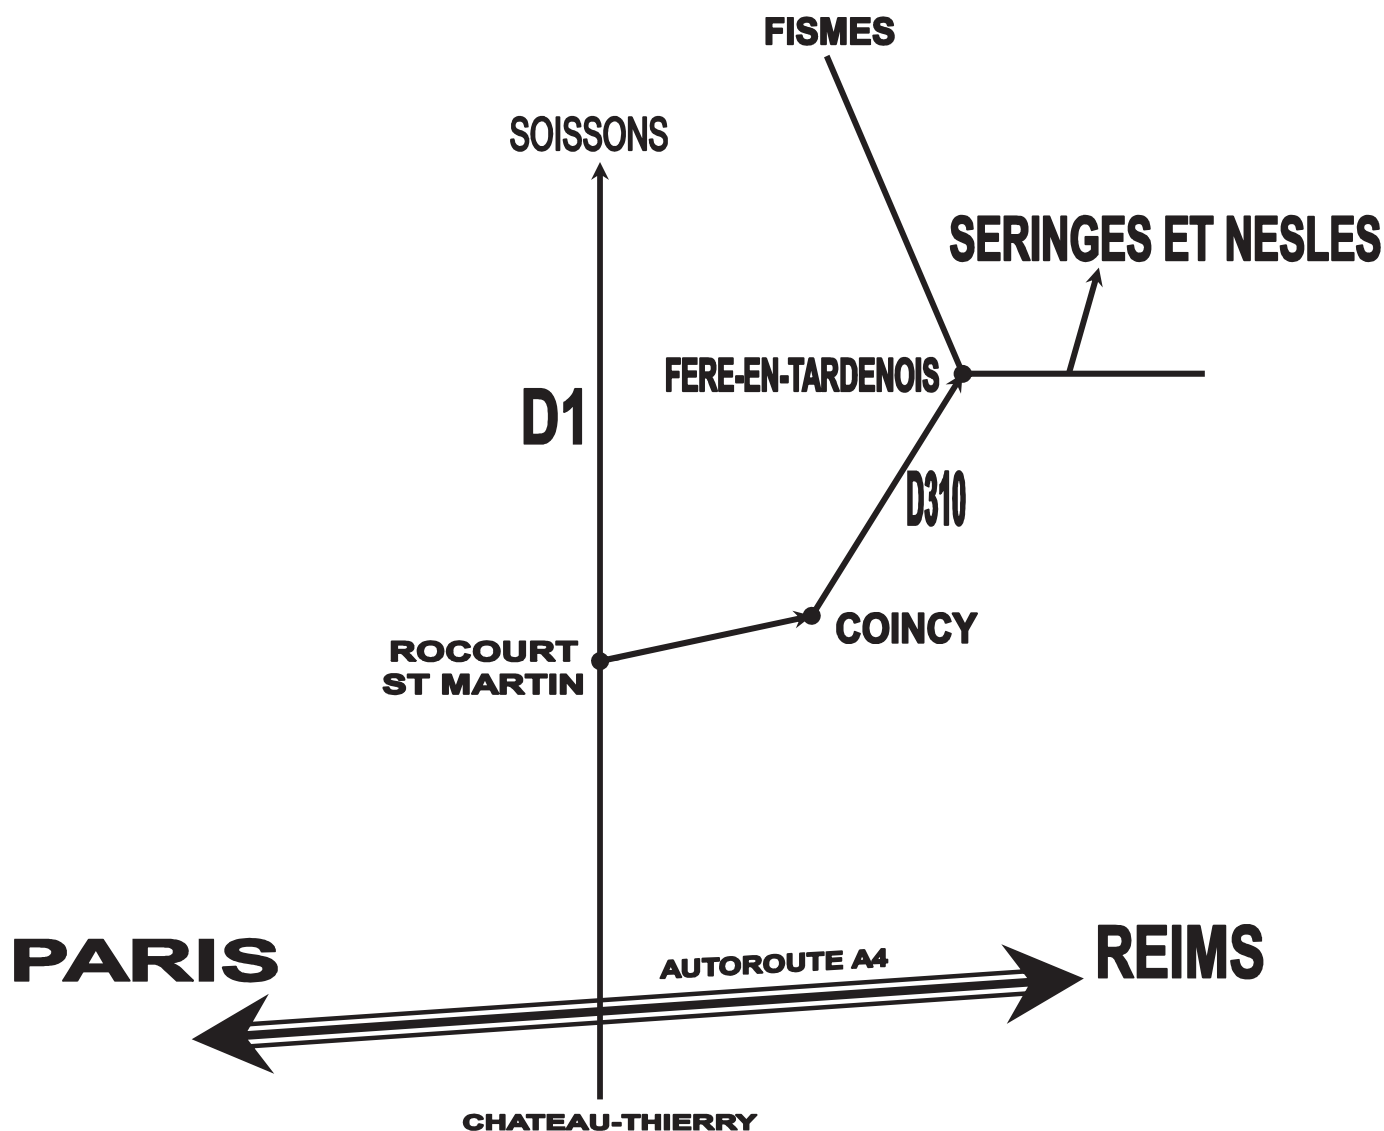 FISMES
SOISSONS
SERINGES ET NESLES
FERE-EN-TARDENOIS
D1
D310
COINCY
ROCOURT
ST MARTIN
PARIS
AUTOROUTE A4
REIMS
CHATEAU-THIERRY